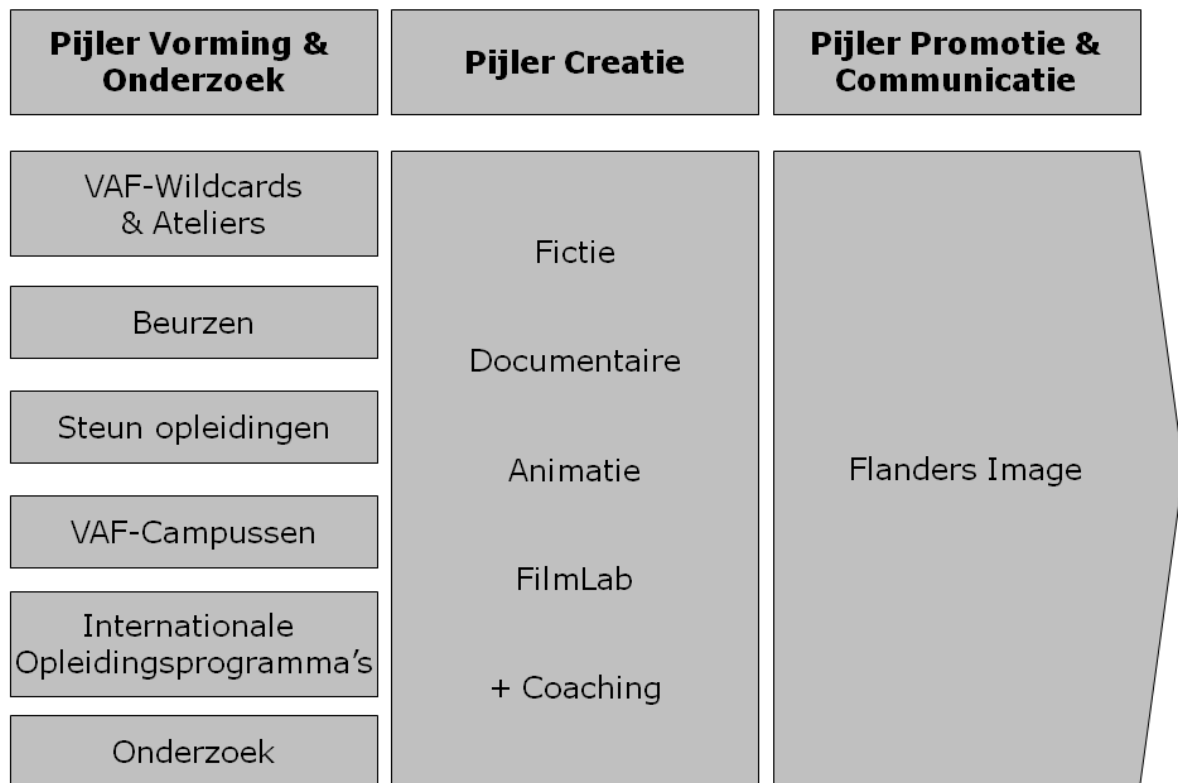 Pijler Vorming &
Onderzoek
VAF-Wildcards
& Ateliers
Beurzen
Steun opleidingen
VAF-Campussen
Internationale
Opleidingsprogramma’s
Onderzoek
Pijler Creatie
Fictie
Documentaire
Animatie
FilmLab
+ Coaching
Pijler Promotie &
Communicatie
Flanders Image